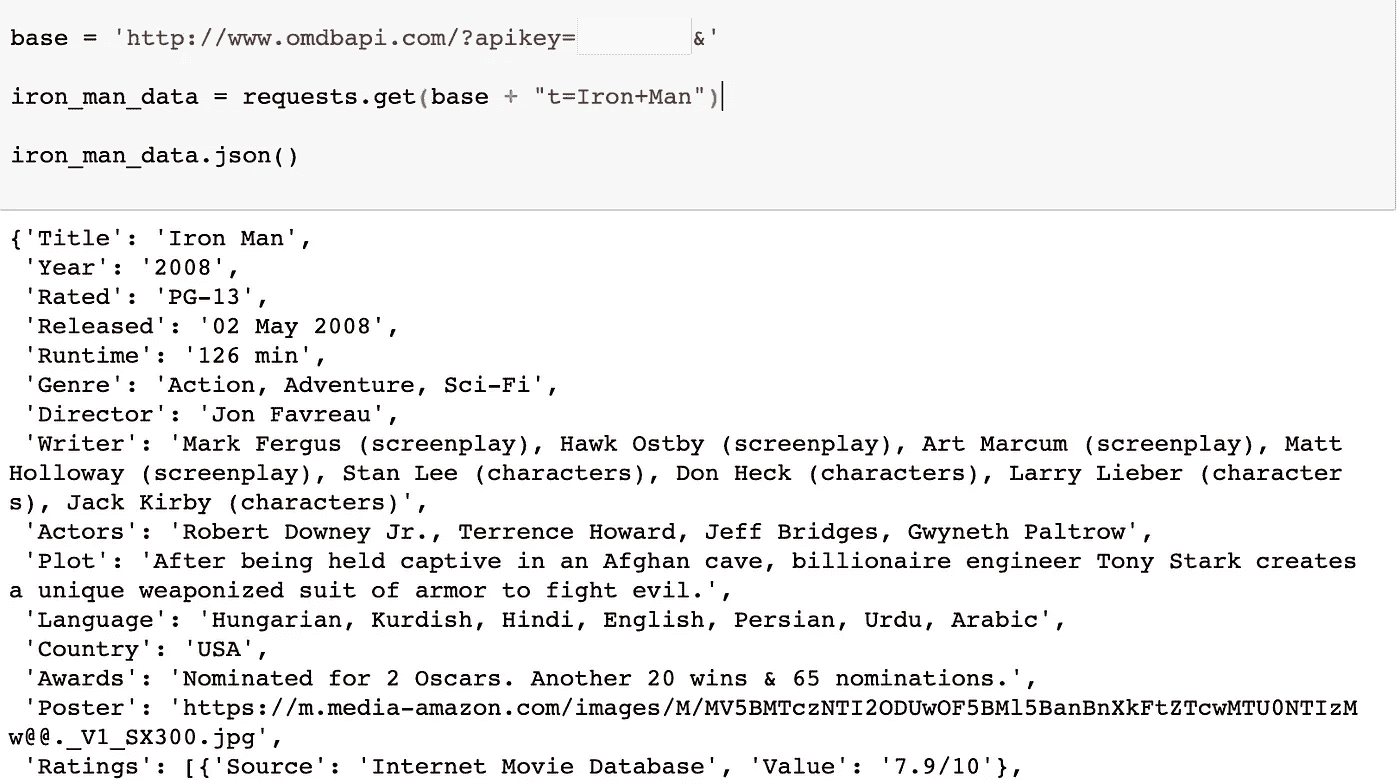 base = 'http://www.omdbapi.com/?apikey= &'
iron_man_data = requests.get(base + "t=Iron+Man")
iron_man_data.json()
{'Title': 'Iron Man',
'Year': '2008',
'Rated': 'PG-13',
'Released': '02 May 2008',
'Runtime': '126 min',
'Genre': 'Action, Adventure, Sci-Fi',
'Director': 'Jon Favreau',
'Writer': 'Mark Fergus (screenplay), Hawk Ostby (screenplay), Art Marcum (screenplay), Matt
Holloway (screenplay), Stan Lee (characters), Don Heck (characters), Larry Lieber (character
s), Jack Kirby (characters)',
'Actors': 'Robert Downey Jr., Terrence Howard, Jeff Bridges, Gwyneth Paltrow',
'Plot': 'After being held captive in an Afghan cave, billionaire engineer Tony Stark creates
a unique weaponized suit of armor to fight evil.',
'Language': 'Hungarian, Kurdish, Hindi, English, Persian, Urdu, Arabic',
'Country': 'USA',
'Awards': 'Nominated for 2 Oscars. Another 20 wins & 65 nominations.',
'Poster': 'https://m.media-amazon.com/images/M/MV5BMTczNTI2ODUwOF5BMl5BanBnXkFtZTcwMTU0NTIzM
w@@._V1_SX300.jpg',
'Ratings': [{'Source': 'Internet Movie Database', 'Value': '7.9/10'},